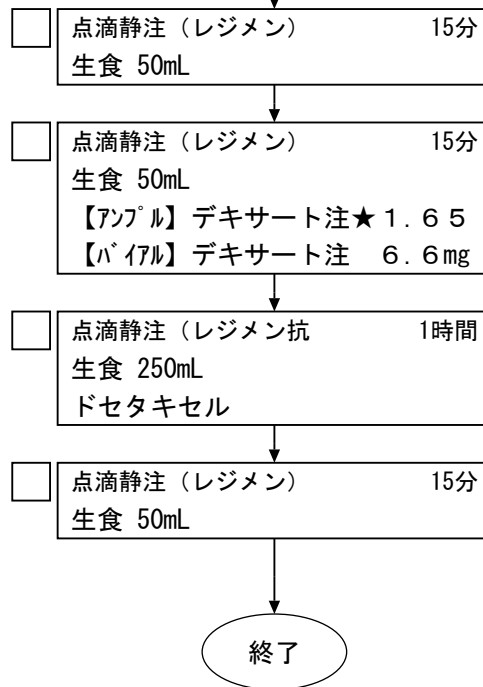 点滴静注（レジメン） 15分
生食 50mL
点滴静注（レジメン） 15分
生食 50mL
【ｱﾝﾌﾟﾙ】デキサート注★１．６５
【ﾊﾞｲｱﾙ】デキサート注　６．６mg
点滴静注（レジメン抗 1時間
生食 250mL
ドセタキセル
点滴静注（レジメン） 15分
生食 50mL
終了